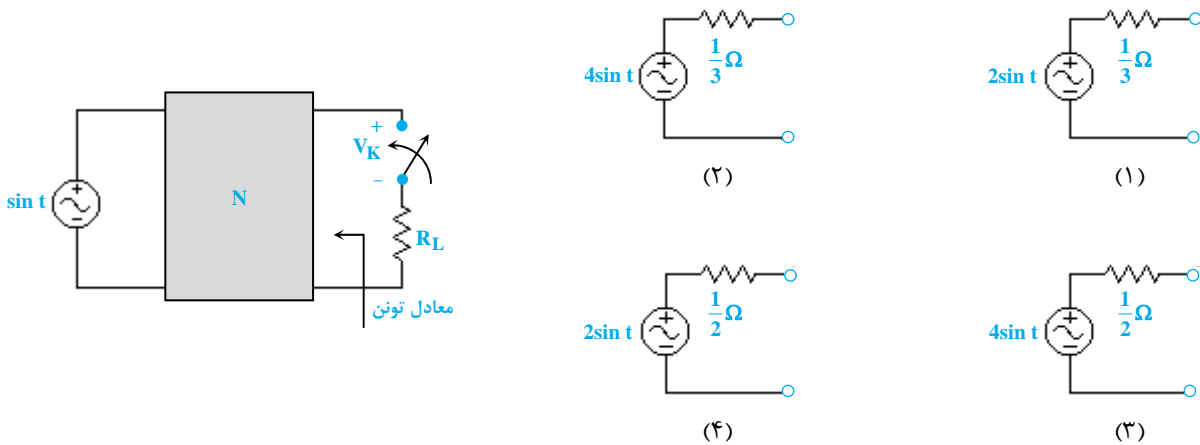 sin t
N
+
V_K
−
R_L
معادل تونن
4sin t
1/3 Ω
(۲)
2sin t
1/3 Ω
(۱)
2sin t
1/2 Ω
(۴)
4sin t
1/2 Ω
(۳)